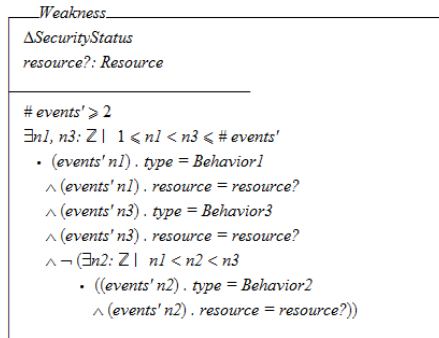 Weakness
ΔSecurityStatus
resource?: Resource
# events' ⩾ 2
∃n1, n3: ℤ | 1 ⩽ n1 < n3 ⩽ # events'
• (events' n1) . type = Behavior1
∧ (events' n1) . resource = resource?
∧ (events' n3) . type = Behavior3
∧ (events' n3) . resource = resource?
∧ ¬ (∃n2: ℤ | n1 < n2 < n3
• ((events' n2) . type = Behavior2
∧ (events' n2) . resource = resource?))